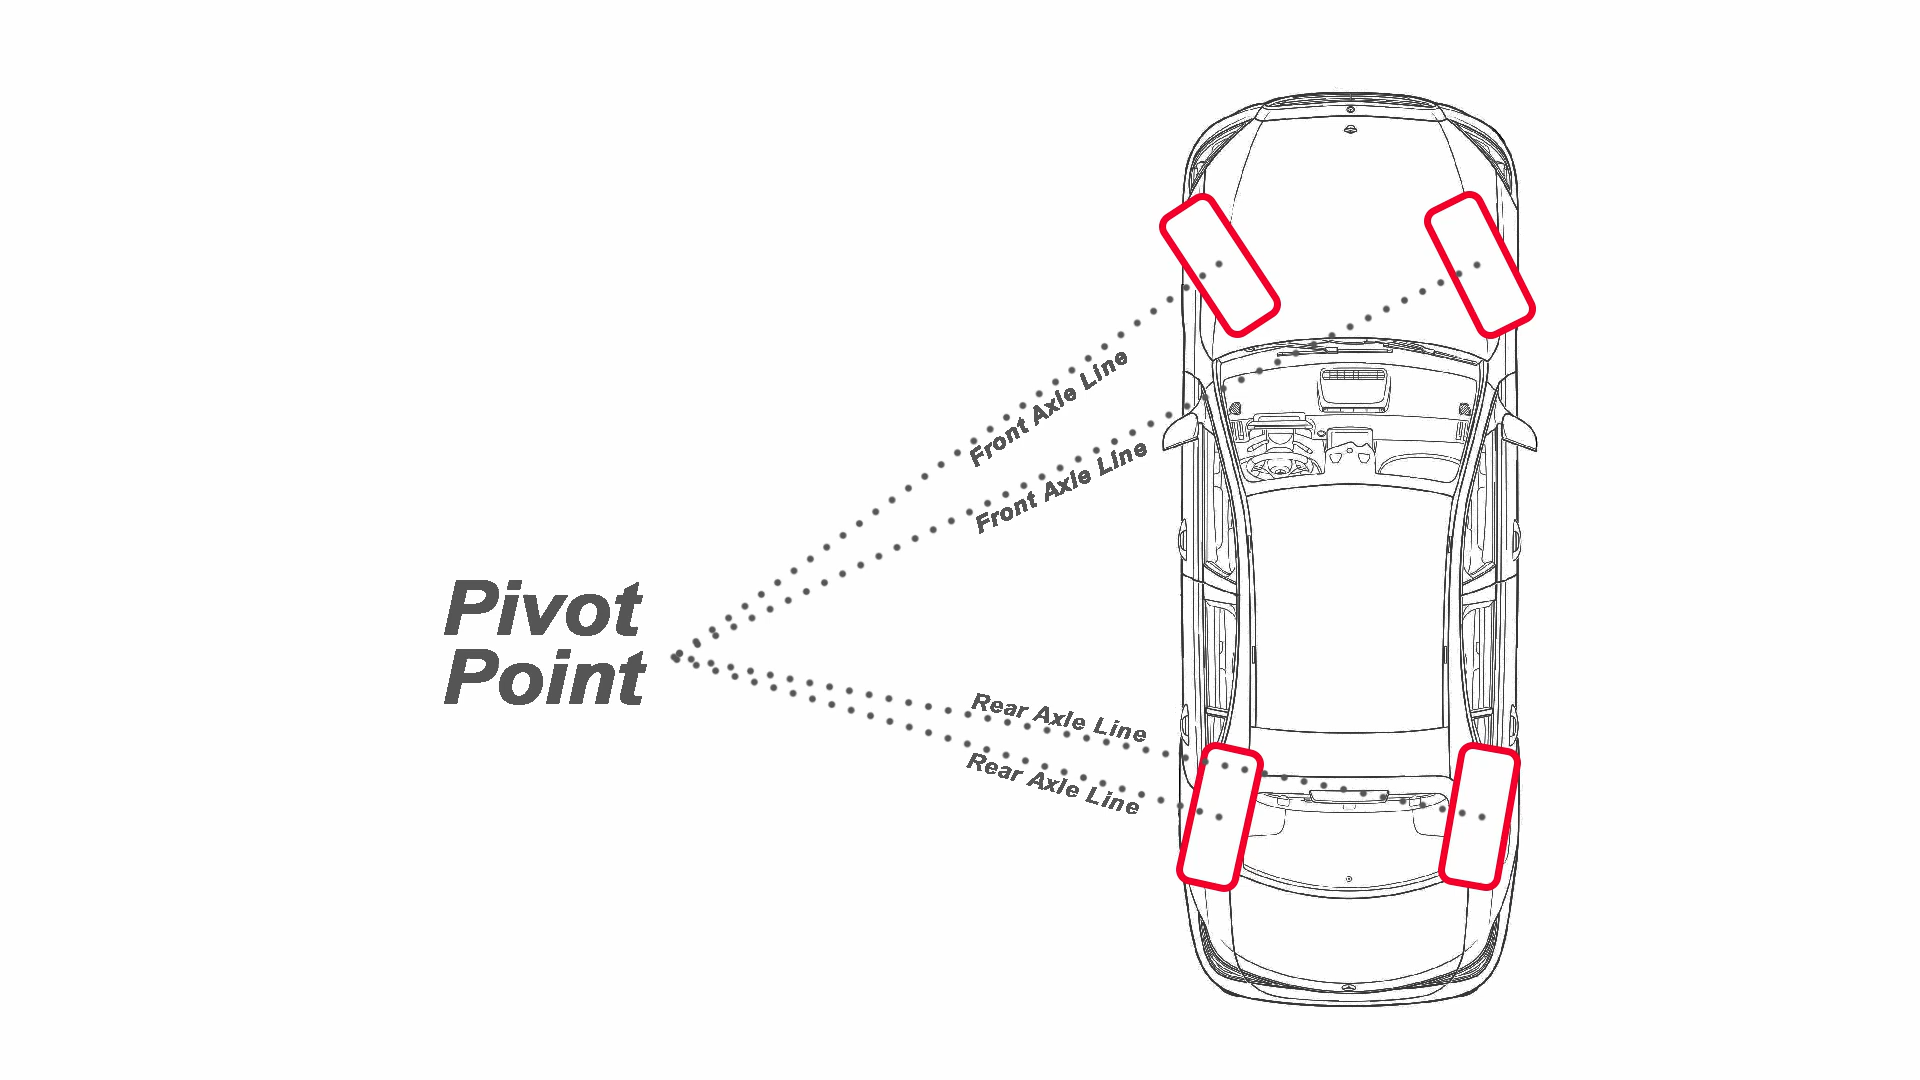 Front Axle Line
Front Axle Line
Pivot
Point
Rear Axle Line
Rear Axle Line